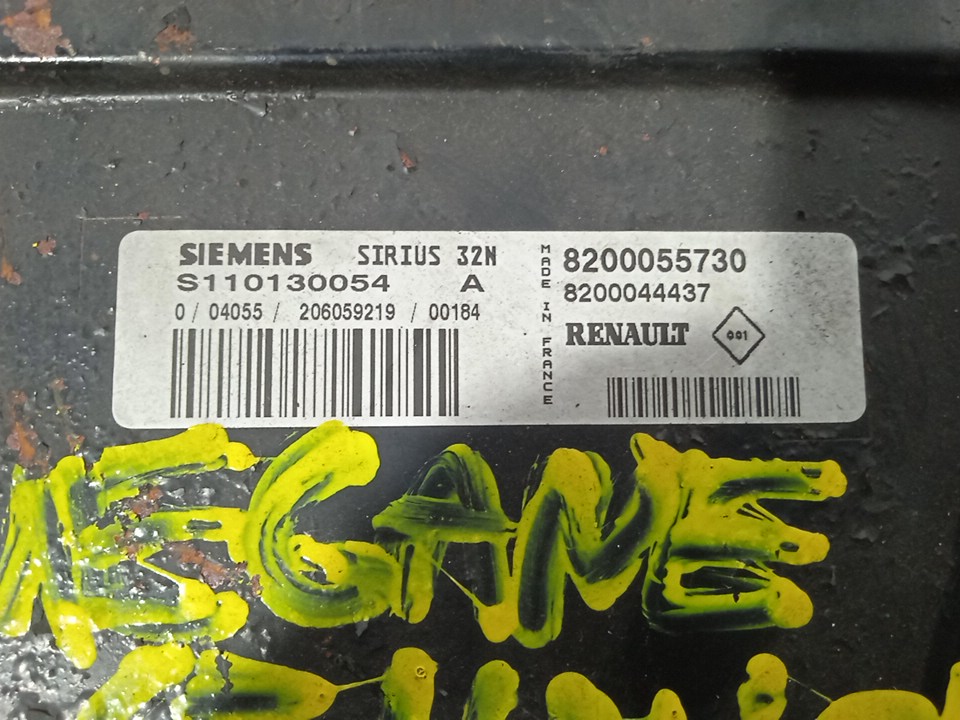 SIEMENS SIRIUS 32N
S110130054 A
0 / 04055 / 206059219 / 00184
MADE IN FRANCE
8200055730
8200044437
RENAULT 001
MEGANE